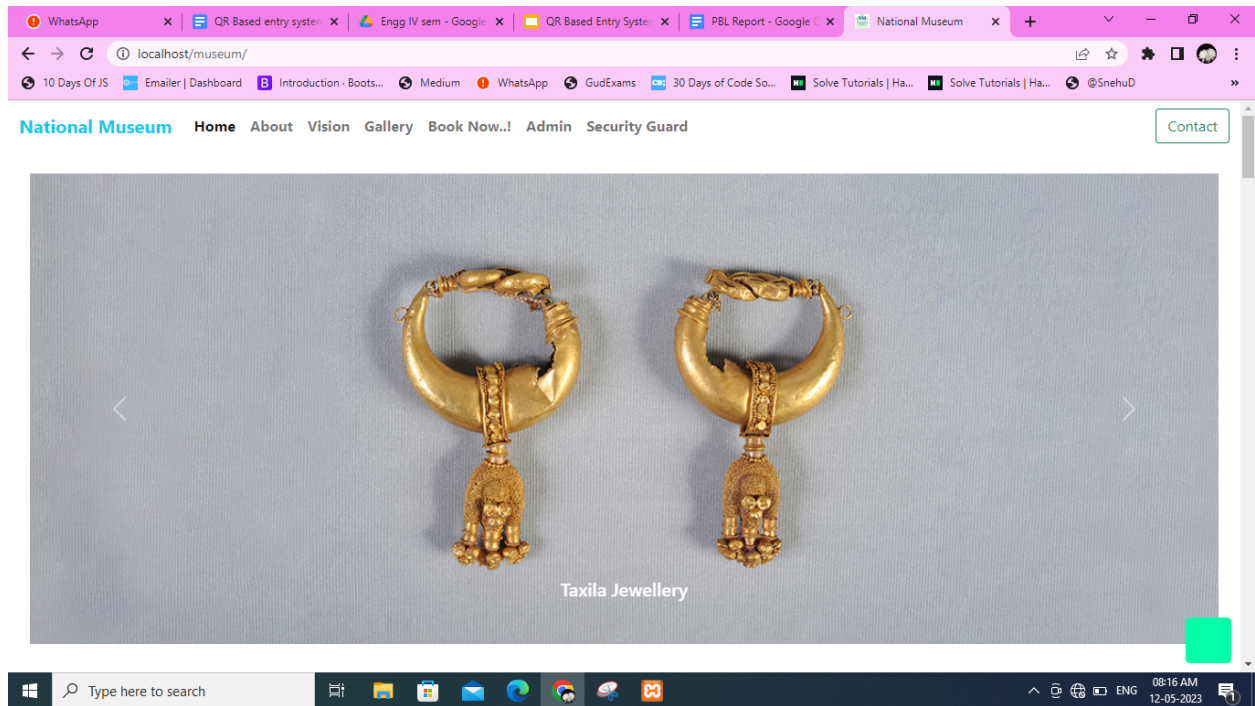 WhatsApp
QR Based entry system
Engg IV sem - Google
QR Based Entry System
PBL Report - Google D
National Museum
localhost/museum/
10 Days Of JS
Emailer | Dashboard
B
Introduction · Boots...
Medium
WhatsApp
GudExams
30 Days of Code So...
Solve Tutorials | Ha...
Solve Tutorials | Ha...
@SnehuD
»
National Museum Home About Vision Gallery Book Now..! Admin Security Guard Contact
Taxila Jewellery
Type here to search
ENG
08:16 AM
12-05-2023
1